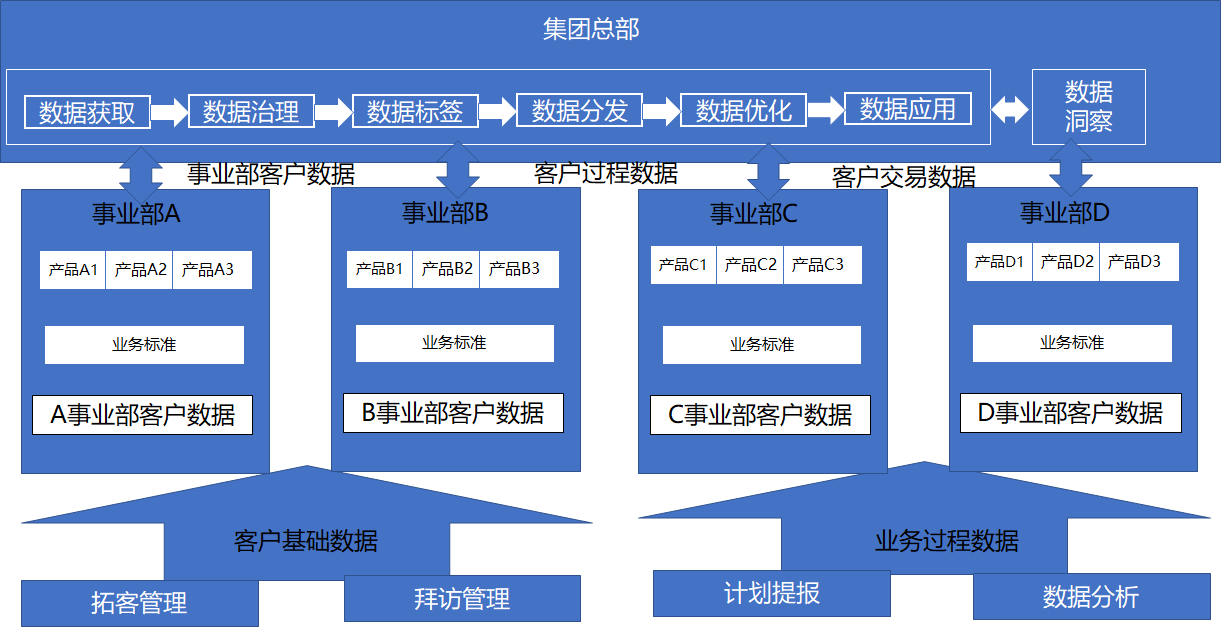 集团总部
数据获取
数据治理
数据标签
数据分发
数据优化
数据应用
数据
洞察
事业部客户数据
客户过程数据
客户交易数据
事业部A
产品A1
产品A2
产品A3
业务标准
A事业部客户数据
事业部B
产品B1
产品B2
产品B3
业务标准
B事业部客户数据
事业部C
产品C1
产品C2
产品C3
业务标准
C事业部客户数据
事业部D
产品D1
产品D2
产品D3
业务标准
D事业部客户数据
客户基础数据
业务过程数据
拓客管理
拜访管理
计划提报
数据分析